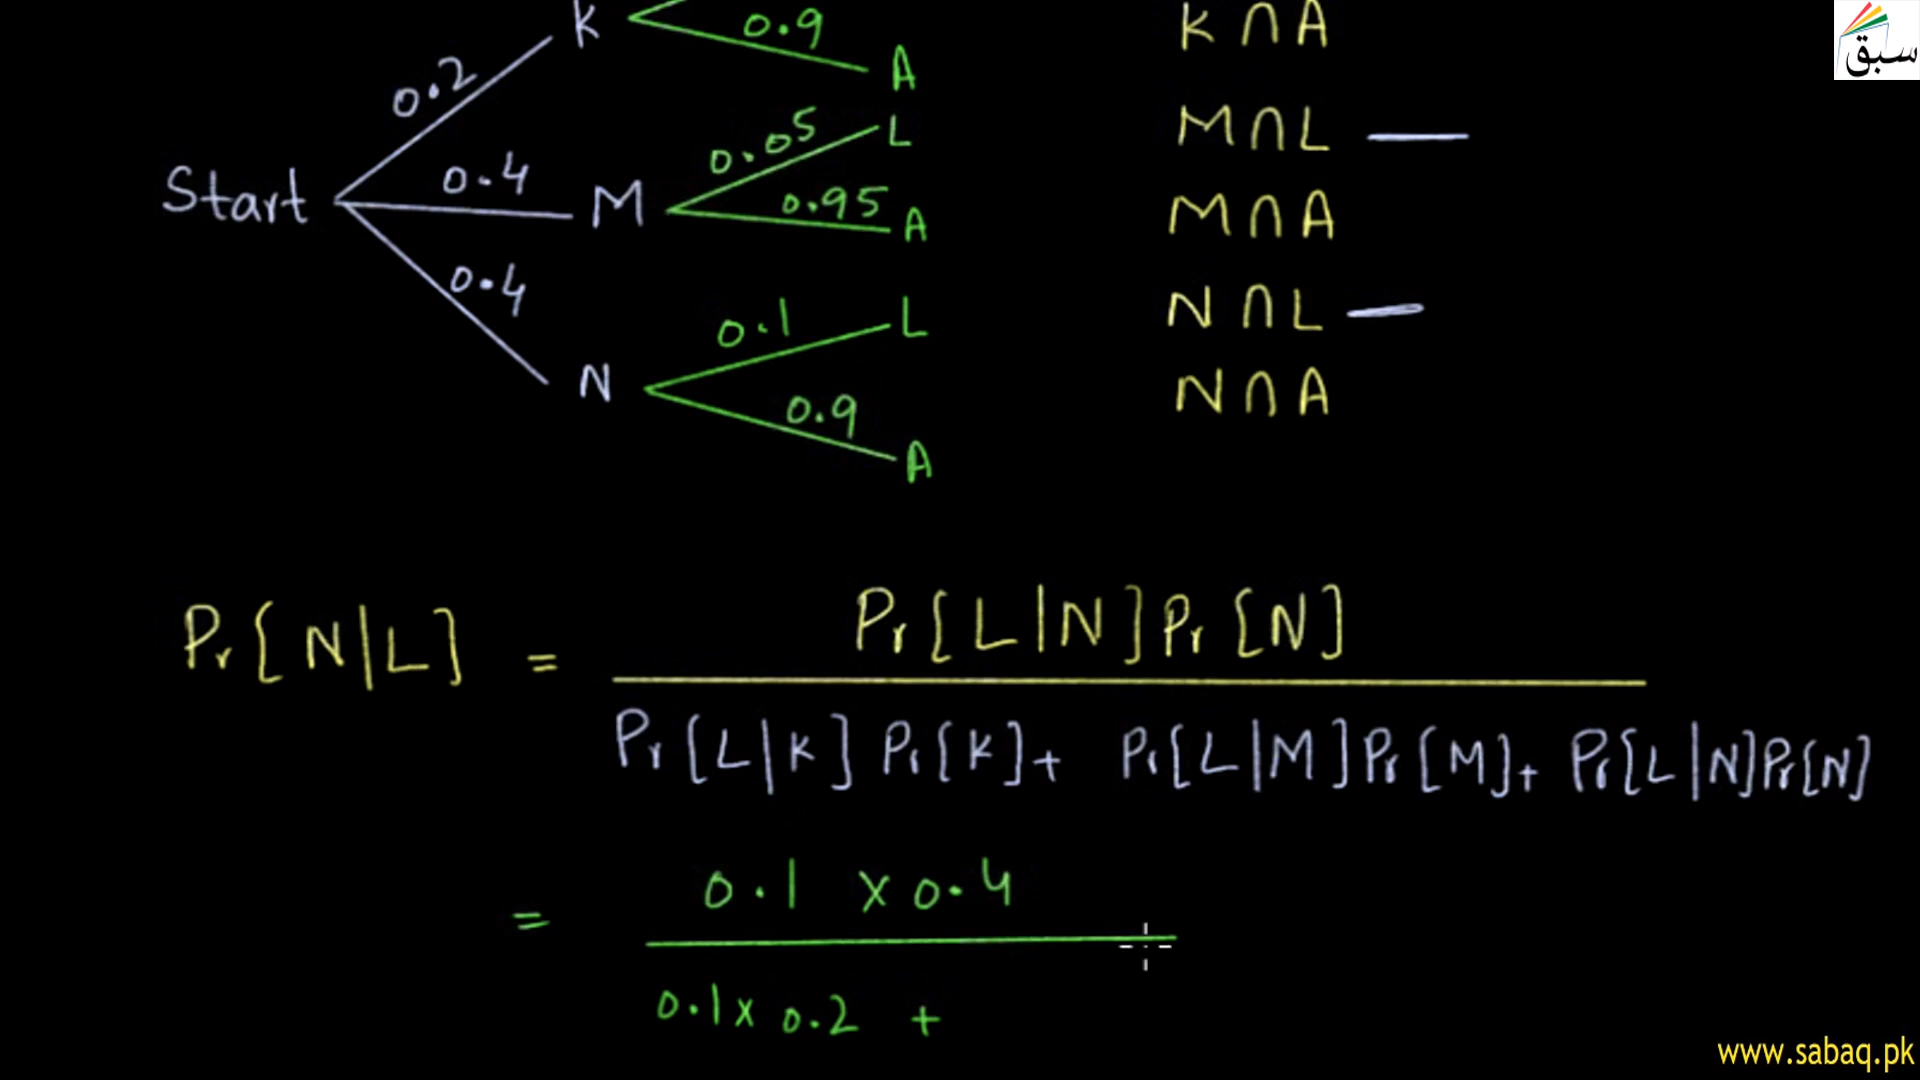 K 0.9 K ∩ A
سبق
0.2 A
0.05 L M ∩ L
Start 0.4 M 0.95 A M ∩ A
0.4 N ∩ L
0.1 L
N 0.9 N ∩ A
A
Pr[N|L] = Pr[L|N]Pr[N]
Pr[L|K] Pr[K]+ Pr[L|M]Pr[M]+ Pr[L|N]Pr[N]
= 0.1 x 0.4
0.1 x 0.2 +
www.sabaq.pk